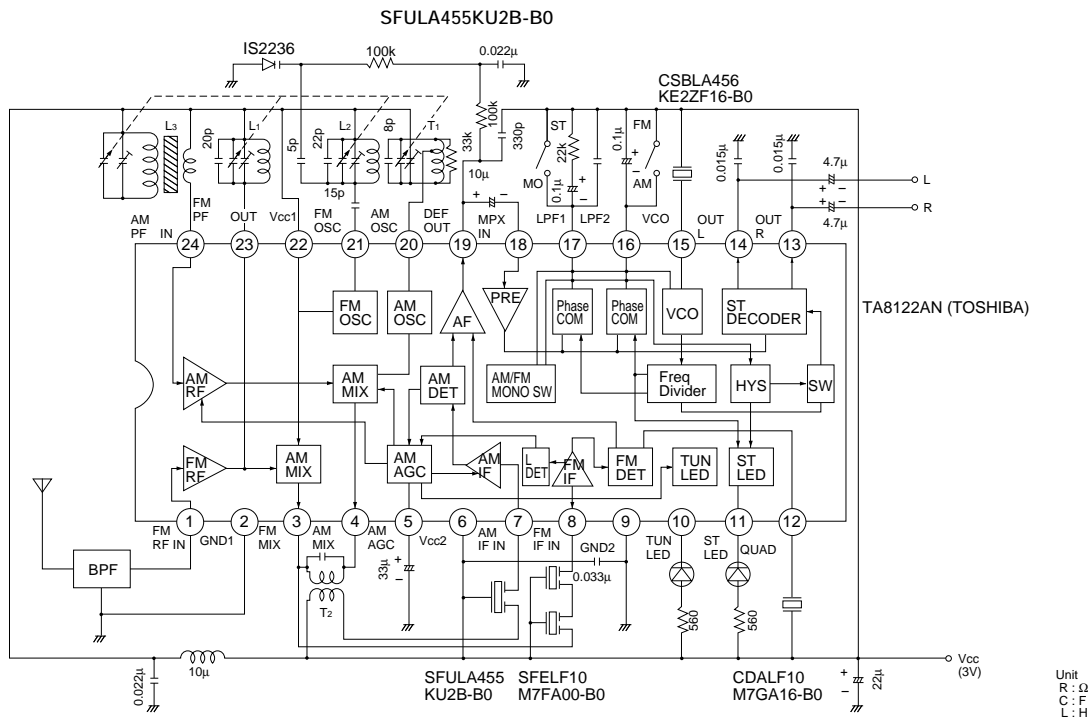 SFULA455KU2B-B0
IS2236
100k
0.022μ
CSBLA456
KE2ZF16-B0
L3
20p
L1
5p
22p
L2
8p
T1
33k
100k
330p
10μ
15p
ST
22k
MO
0.1μ
0.1μ
FM
AM
0.015μ
0.015μ
4.7μ
4.7μ
L
R
AM
PF
FM
PF
IN
OUT
Vcc1
FM
OSC
AM
OSC
DEF
OUT
MPX
IN
LPF1
LPF2
VCO
OUT
L
OUT
R
24
23
22
21
20
19
18
17
16
15
14
13
TA8122AN (TOSHIBA)
FM
OSC
AM
OSC
AF
PRE
Phase
COM
Phase
COM
VCO
ST
DECODER
AM
RF
AM
MIX
AM
DET
AM/FM
MONO SW
Freq
Divider
HYS
SW
FM
RF
AM
MIX
AM
AGC
AM
IF
L
DET
FM
IF
FM
DET
TUN
LED
ST
LED
1
2
3
4
5
6
7
8
9
10
11
12
FM
RF IN
GND1
FM
MIX
AM
MIX
AM
AGC
Vcc2
AM
IF IN
FM
IF IN
GND2
TUN
LED
ST
LED
QUAD
BPF
33μ
0.033μ
T2
560
560
0.022μ
10μ
SFULA455
KU2B-B0
SFELF10
M7FA00-B0
CDALF10
M7GA16-B0
22μ
Vcc
(3V)
Unit
R : Ω
C : F
L : H